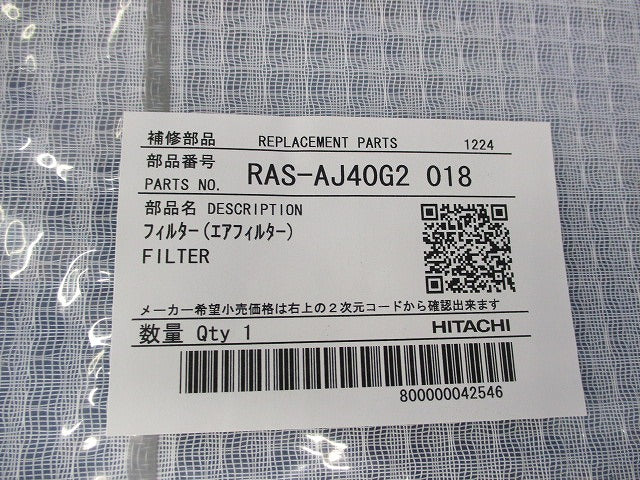 補修部品 REPLACEMENT PARTS 1224
部品番号
PARTS NO. RAS-AJ40G2 018
部品名 DESCRIPTION
フィルター(エアフィルター)
FILTER
メーカー希望小売価格は右上の2次元コードから確認出来ます
数量 Qty 1 HITACHI
800000042546